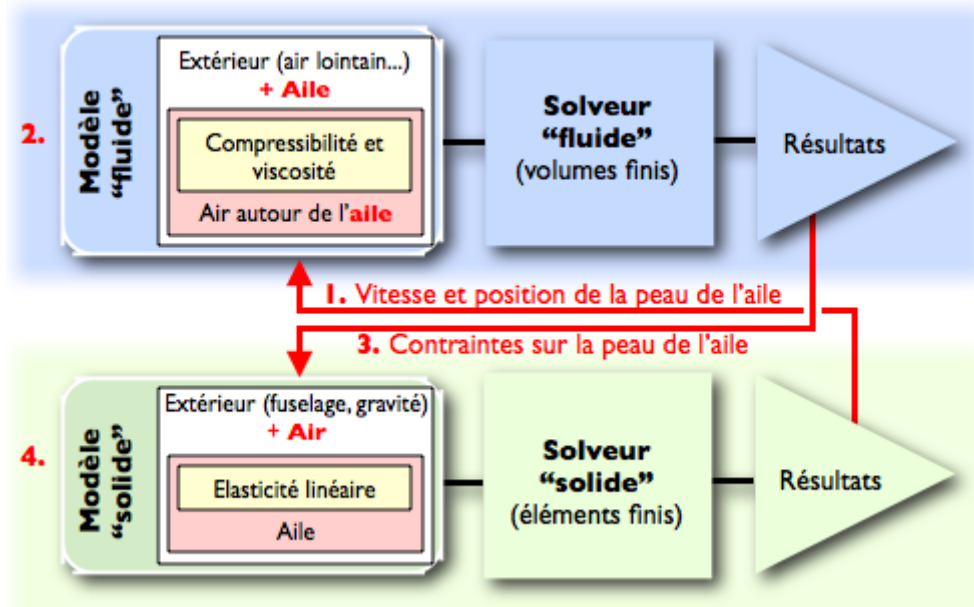 2.
Modèle
“fluide”
Extérieur (air lointain...)
+ Aile
Compressibilité et
viscosité
Air autour de l’aile
Solveur
“fluide”
(volumes finis)
Résultats
1. Vitesse et position de la peau de l’aile
3. Contraintes sur la peau de l’aile
4.
Modèle
“solide”
Extérieur (fuselage, gravité)
+ Air
Elasticité linéaire
Aile
Solveur
“solide”
(éléments finis)
Résultats